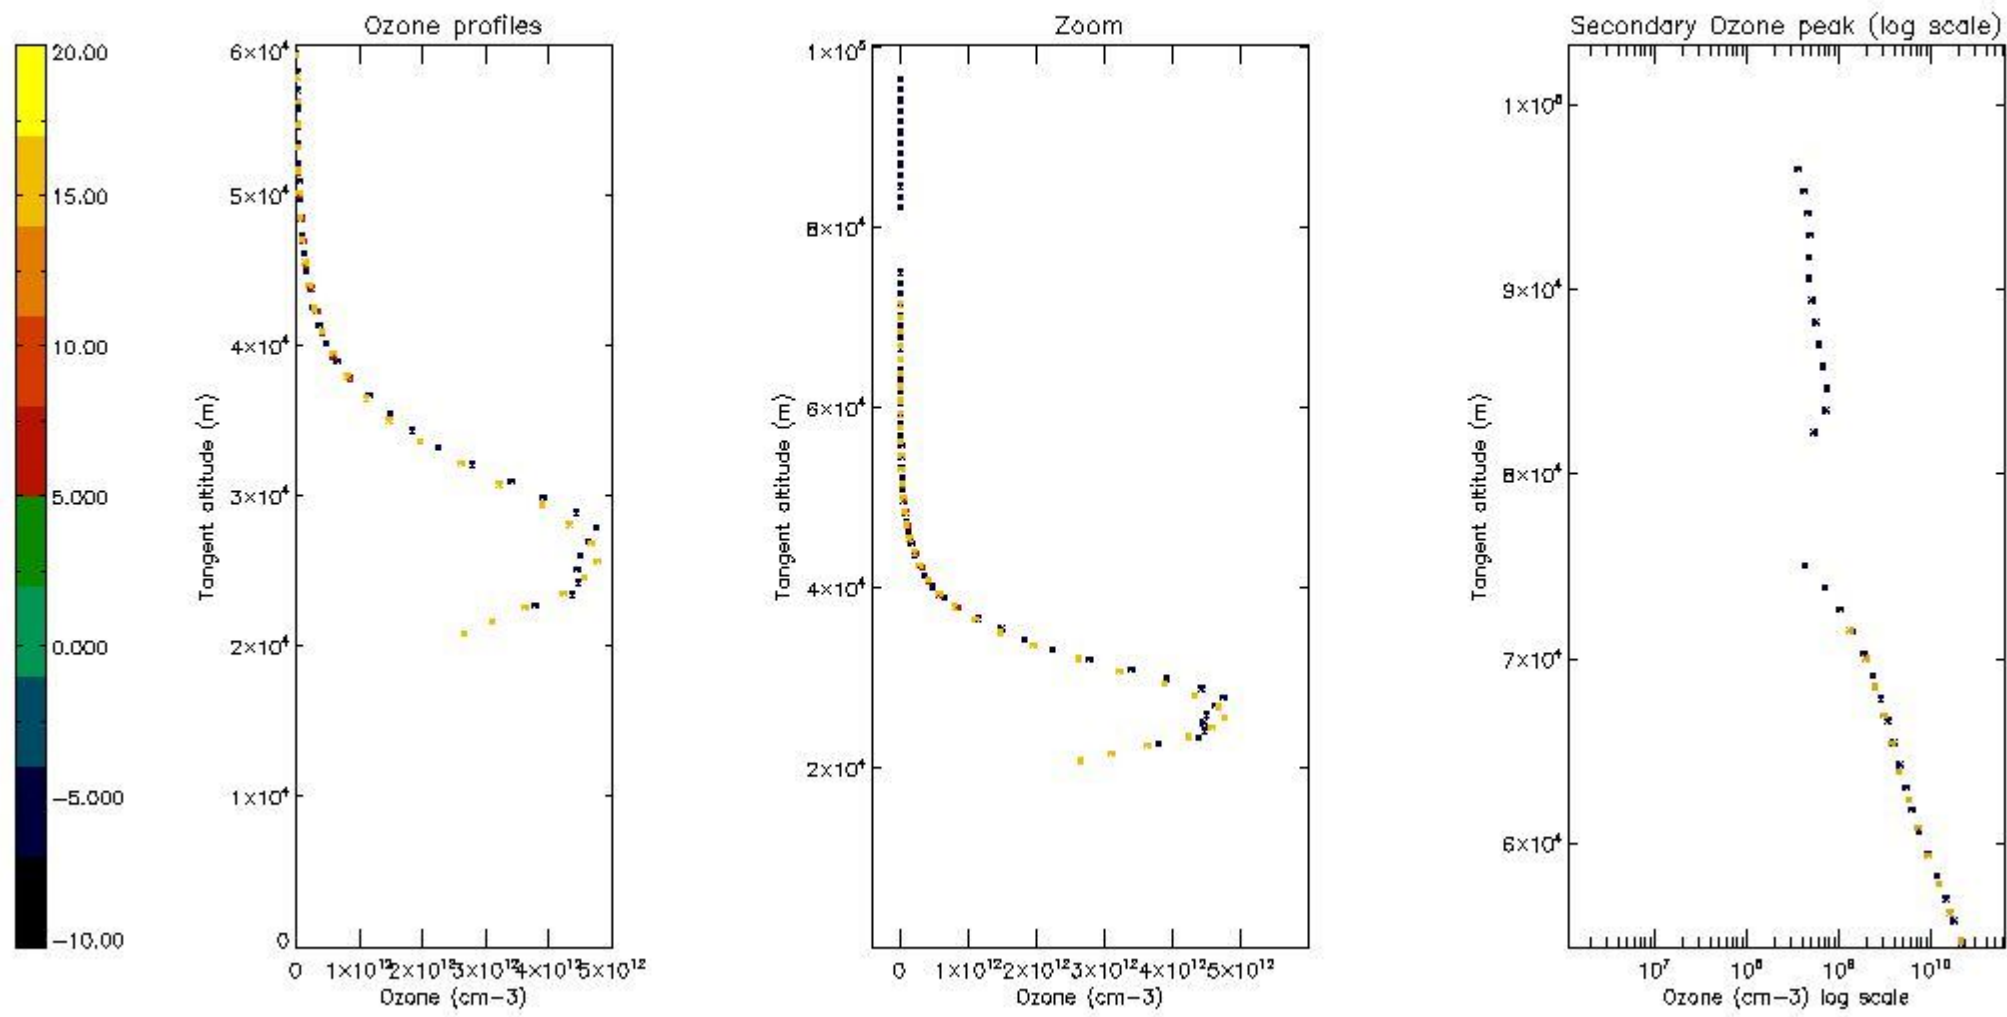 Ozone profiles
Zoom
Secondary Ozone peak (log scale)
20.00
15.00
10.00
5.000
0.000
−5.000
−10.00
6×10⁴
5×10⁴
4×10⁴
3×10⁴
2×10⁴
1×10⁴
0
Tangent altitude (m)
0 1×10¹² 2×10¹² 3×10¹² 4×10¹² 5×10¹²
Ozone (cm−3)
1×10⁵
8×10⁴
6×10⁴
4×10⁴
2×10⁴
Tangent altitude (m)
0 1×10¹² 2×10¹² 3×10¹² 4×10¹² 5×10¹²
Ozone (cm−3)
9×10⁴
8×10⁴
7×10⁴
6×10⁴
Tangent altitude (m)
10⁷ 10¹⁰
Ozone (cm−3) log scale